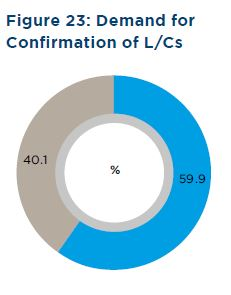 Figure 23: Demand for
Confirmation of L/Cs
40.1
%
59.9